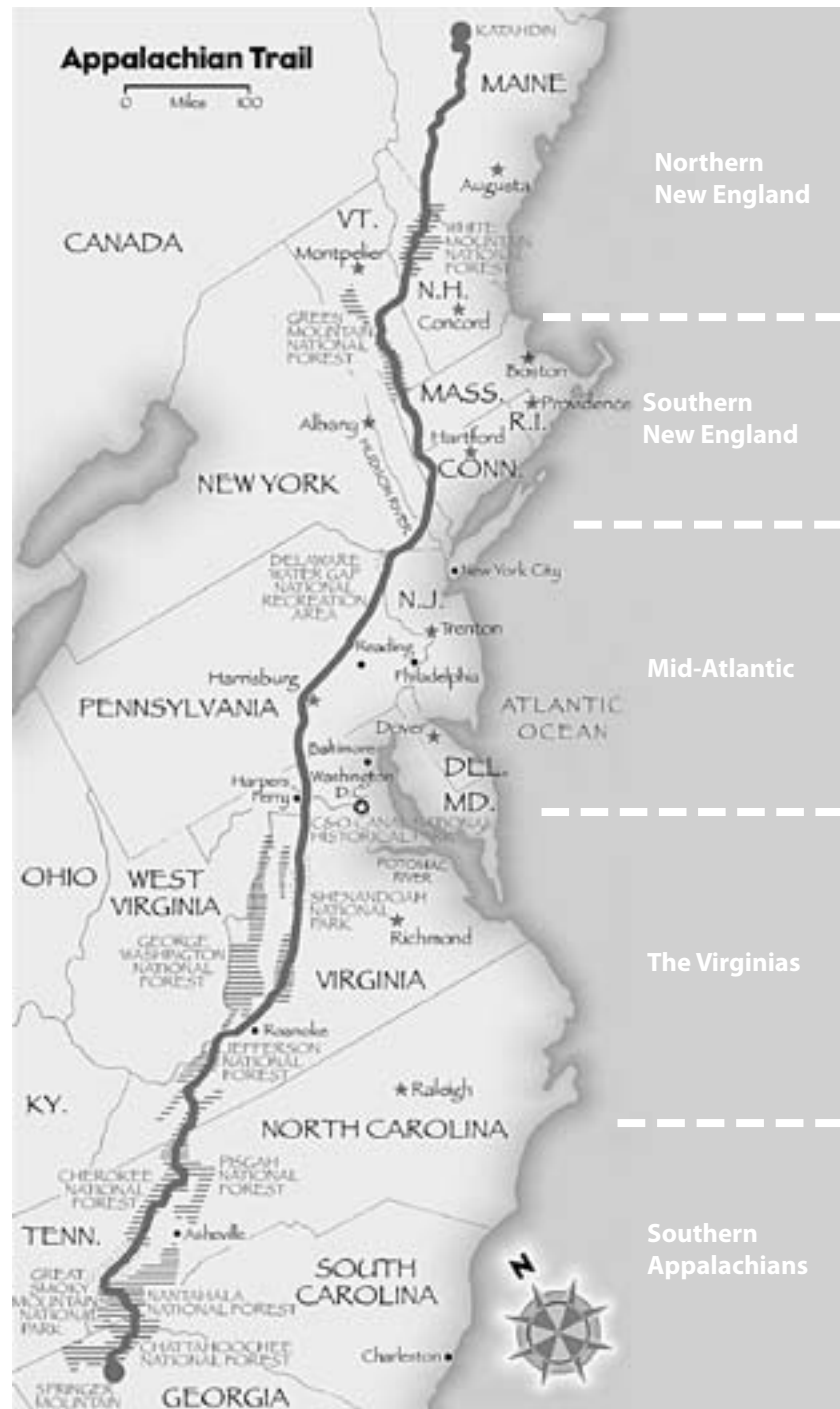 Appalachian Trail
0 Miles 100
KATAHDIN
MAINE
Northern
New England
Augusta
VT.
CANADA
Montpelier
WHITE
MOUNTAIN
NATIONAL
FOREST
N.H.
Concord
GREEN
MOUNTAIN
NATIONAL
FOREST
Boston
MASS.
Providence
Southern
New England
R.I.
Albany
Hartford
CONN.
HUDSON RIVER
NEW YORK
DELAWARE
WATER GAP
NATIONAL
RECREATION
AREA
New York City
N.J.
Trenton
Reading
Philadelphia
Mid-Atlantic
Harrisburg
PENNSYLVANIA
ATLANTIC
OCEAN
Dover
Baltimore
DEL.
Washington
D.C.
Harpers
Ferry
MD.
C&O CANAL NATIONAL
HISTORICAL PARK
POTOMAC
RIVER
OHIO
WEST
VIRGINIA
SHENANDOAH
NATIONAL
PARK
Richmond
GEORGE
WASHINGTON
NATIONAL
FOREST
The Virginias
VIRGINIA
Roanoke
JEFFERSON
NATIONAL
FOREST
KY.
Raleigh
NORTH CAROLINA
PISGAH
NATIONAL
FOREST
CHEROKEE
NATIONAL
FOREST
TENN.
Asheville
Southern
Appalachians
N
GREAT
SMOKY
MOUNTAIN
NATIONAL
PARK
SOUTH
CAROLINA
NANTAHALA
NATIONAL FOREST
CHATTAHOOCHEE
NATIONAL FOREST
Charleston
SPRINGER
MOUNTAIN
GEORGIA